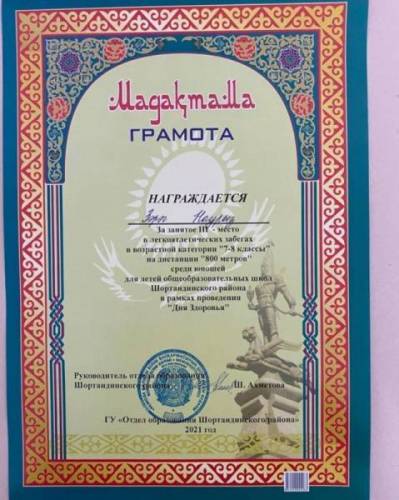 Мадақтама
ГРАМОТА
НАГРАЖДАЕТСЯ
За занятое III - место
в легкоатлетических забегах
в возрастной категории "7-8 классы"
на дистанции "800 метров"
среди юношей
для детей общеобразовательных школ
Шортандинского района
в рамках проведения
"Дня Здоровья"
Руководитель отдела образования
Шортандинского района Ш. Ахметова
ГУ «Отдел образования Шортандинского района»
2021 год